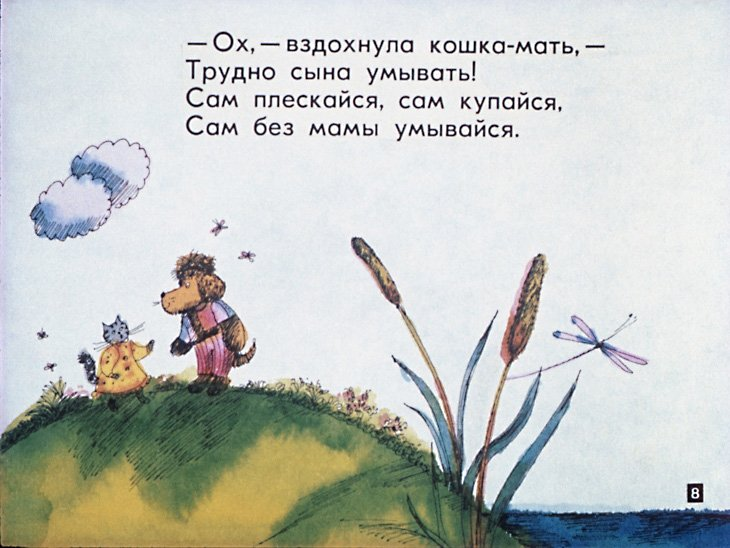 —Ох,—вздохнула кошка-мать,—
Трудно сына умывать!
Сам плескайся, сам купайся,
Сам без мамы умывайся.
8